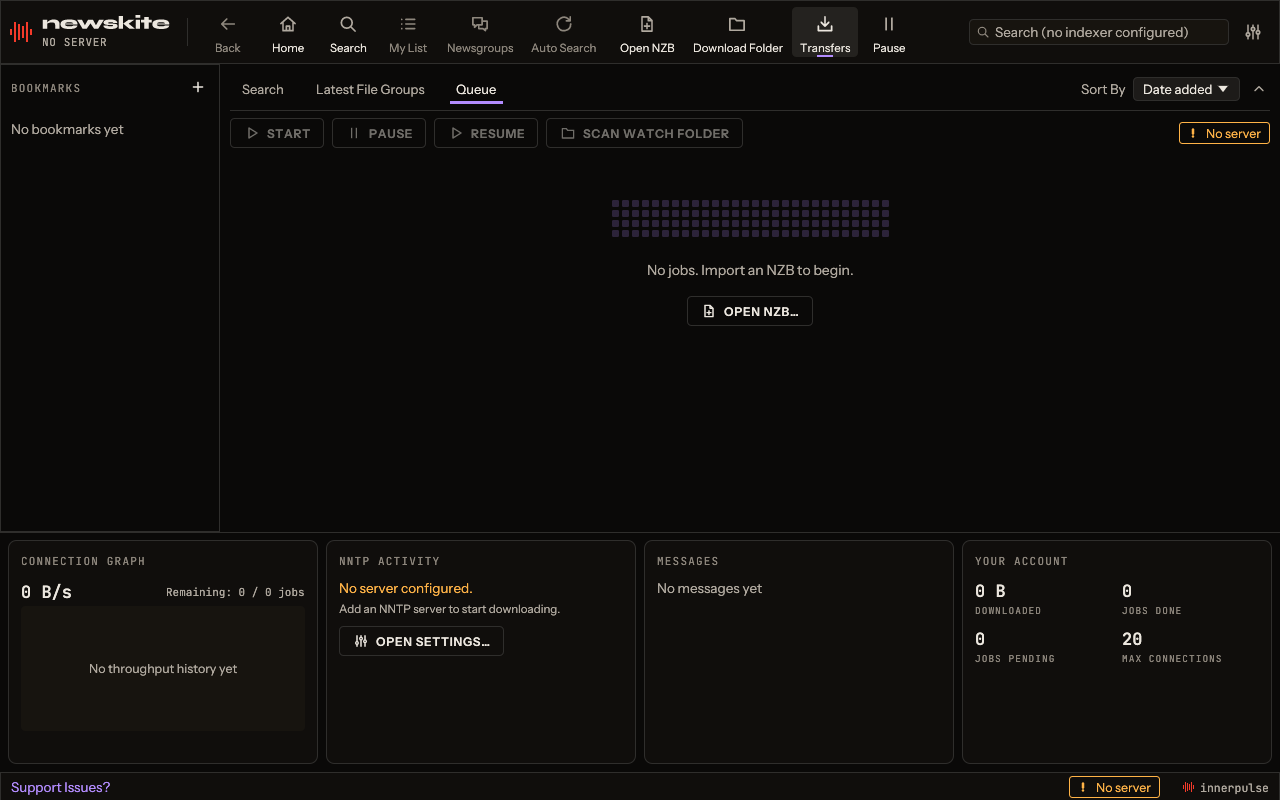 newskite
NO SERVER
Back
Home
Search
My List
Newsgroups
Auto Search
Open NZB
Download Folder
Transfers
Pause
Search (no indexer configured)
BOOKMARKS
No bookmarks yet
Search
Latest File Groups
Queue
Sort By
Date added
START
PAUSE
RESUME
SCAN WATCH FOLDER
No server
No jobs. Import an NZB to begin.
OPEN NZB...
CONNECTION GRAPH
0 B/s
Remaining: 0 / 0 jobs
No throughput history yet
NNTP ACTIVITY
No server configured.
Add an NNTP server to start downloading.
OPEN SETTINGS...
MESSAGES
No messages yet
YOUR ACCOUNT
0 B
DOWNLOADED
0
JOBS DONE
0
JOBS PENDING
20
MAX CONNECTIONS
Support Issues?
No server
innerpulse